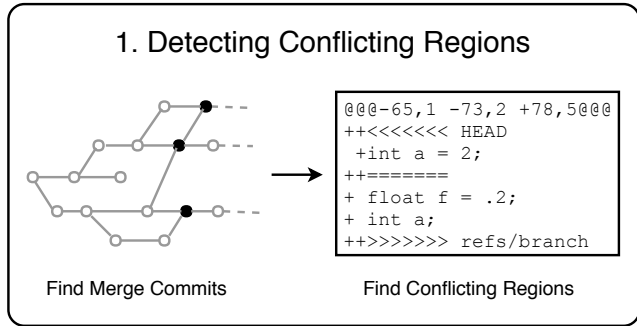 1. Detecting Conflicting Regions
@@@-65,1 -73,2 +78,5@@@
++<<<<<<< HEAD
 +int a = 2;
++=======
+ float f = .2;
+ int a;
++>>>>>>> refs/branch
Find Merge Commits
Find Conflicting Regions